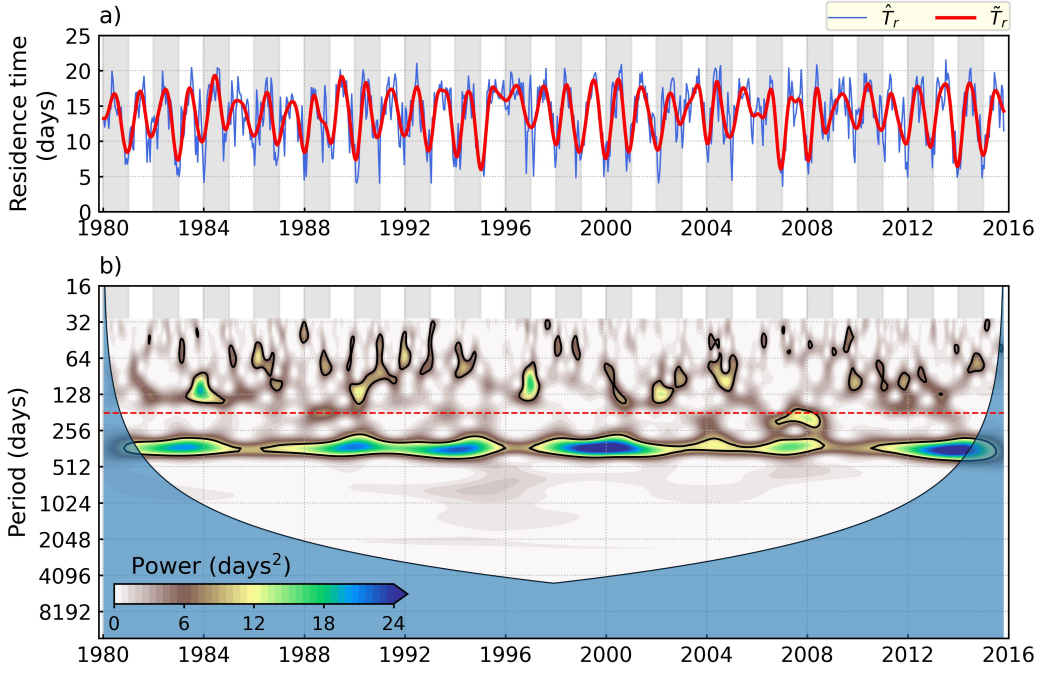 a)
T̂r T̃r
Residence time
(days)
25
20
15
10
5
0
1980 1984 1988 1992 1996 2000 2004 2008 2012 2016
b)
Period (days)
16
32
64
128
256
512
1024
2048
4096
8192
Power (days²)
0 6 12 18 24
1980 1984 1988 1992 1996 2000 2004 2008 2012 2016